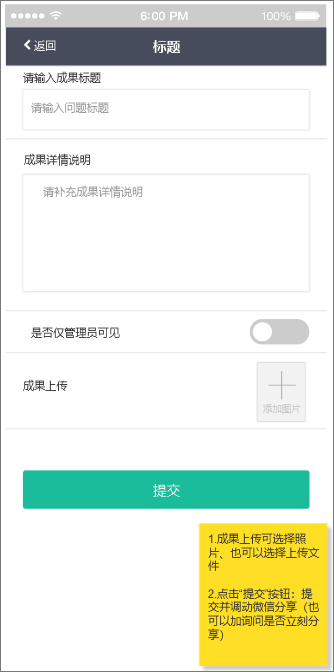 6:00 PM 100%
返回 标题
请输入成果标题
请输入问题标题
成果详情说明
请补充成果详情说明
是否仅管理员可见
成果上传
添加图片
提交
1.成果上传可选择照
片、也可以选择上传文
件
2.点击“提交”按钮：提
交并调动微信分享（也
可以加询问是否立刻分
享）